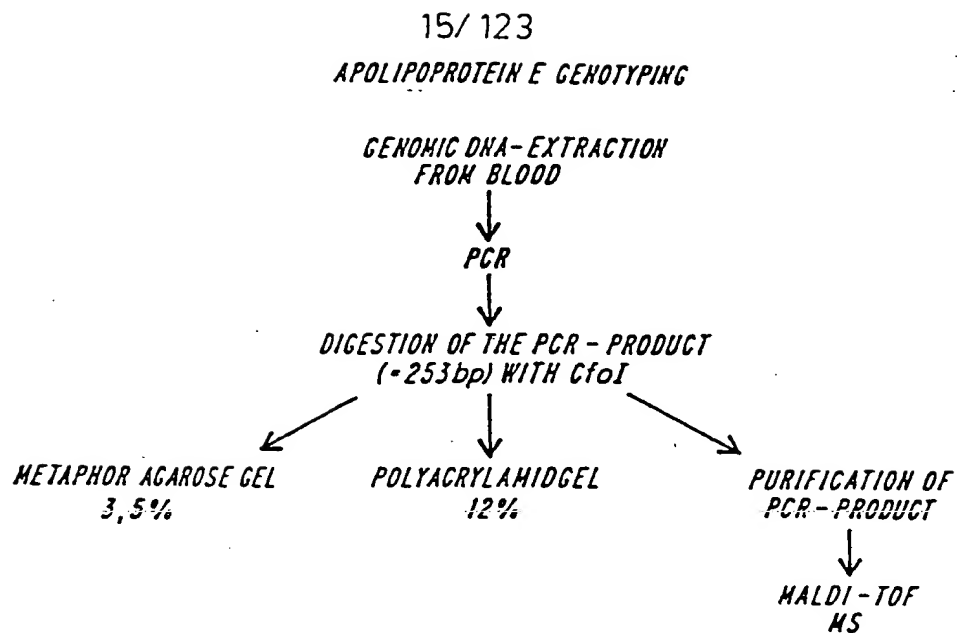 15/123
APOLIPOPROTEIN E GENOTYPING
GENOMIC DNA-EXTRACTION
FROM BLOOD
PCR
DIGESTION OF THE PCR-PRODUCT
(=253bp) WITH CfoI
METAPHOR AGAROSE GEL
3,5%
POLYACRYLAMIDGEL
12%
PURIFICATION OF
PCR-PRODUCT
MALDI-TOF
MS